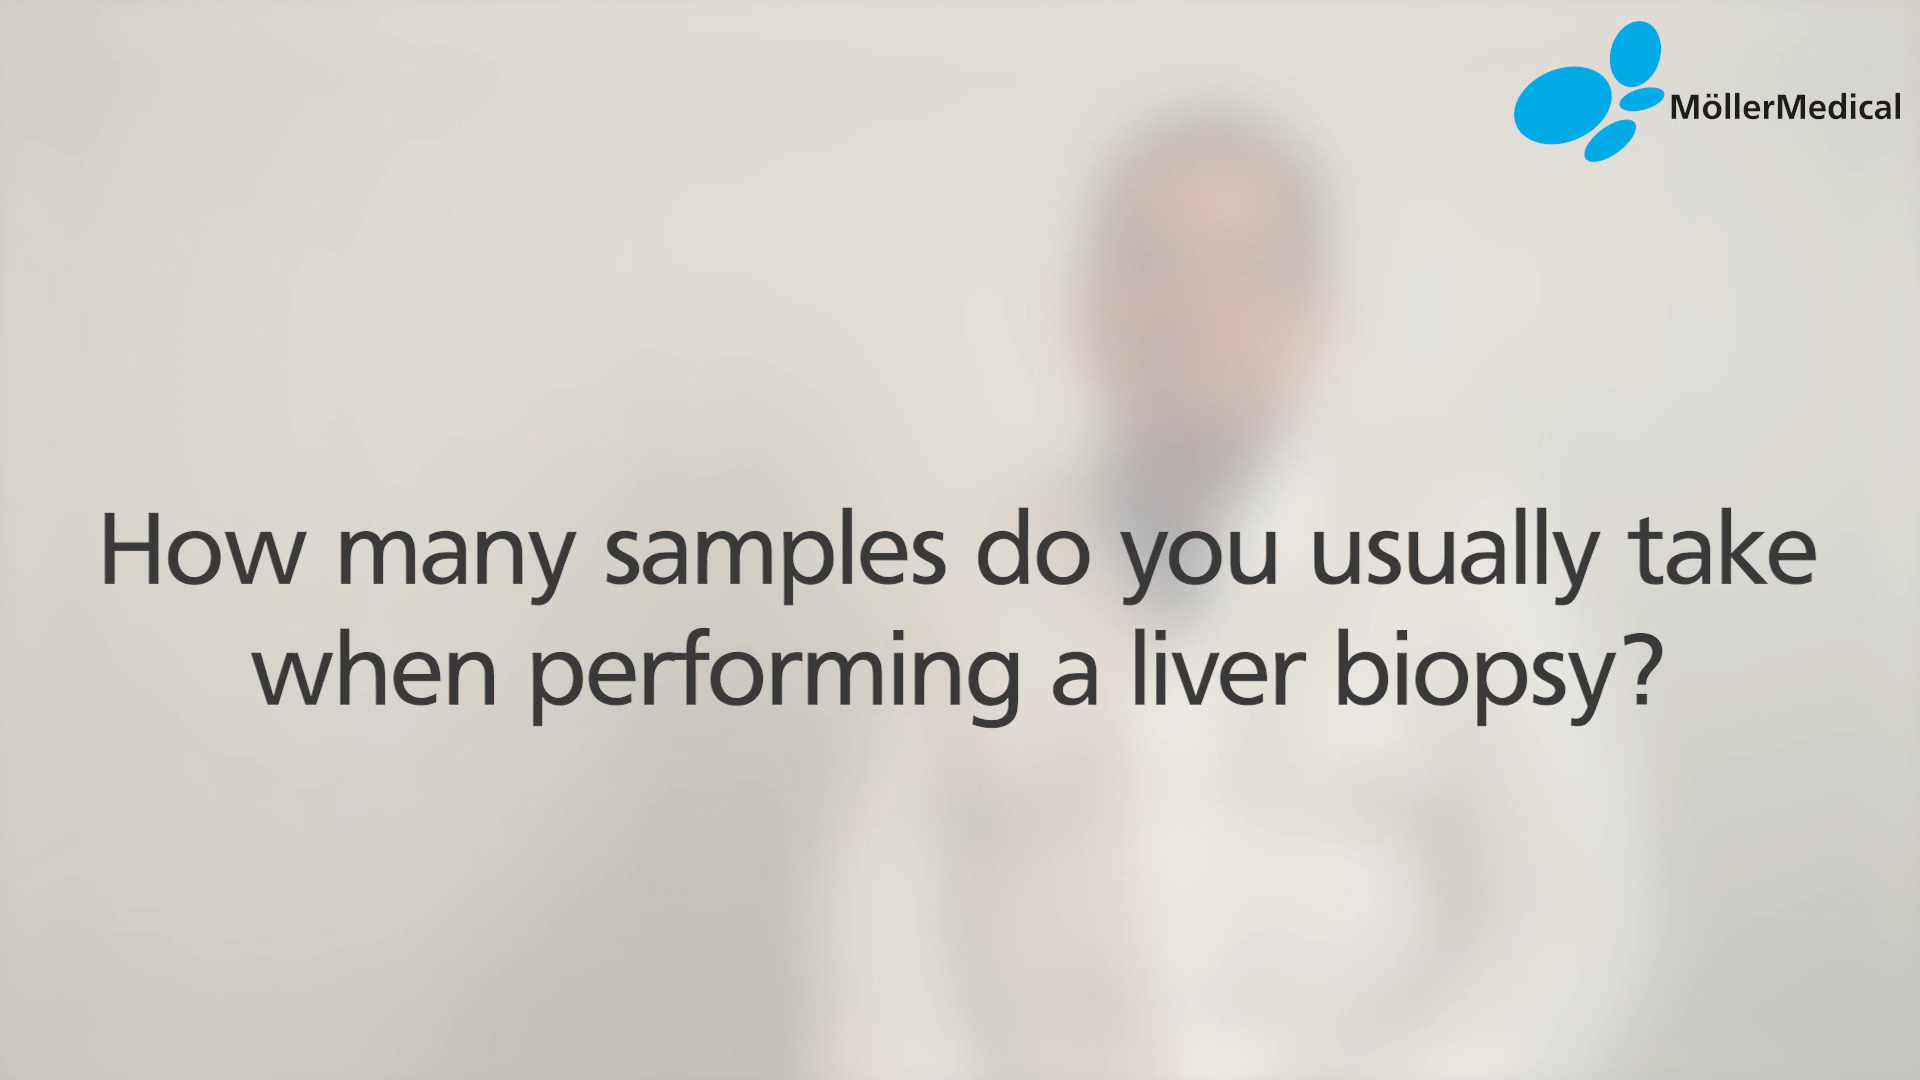 MöllerMedical
How many samples do you usually take
when performing a liver biopsy?